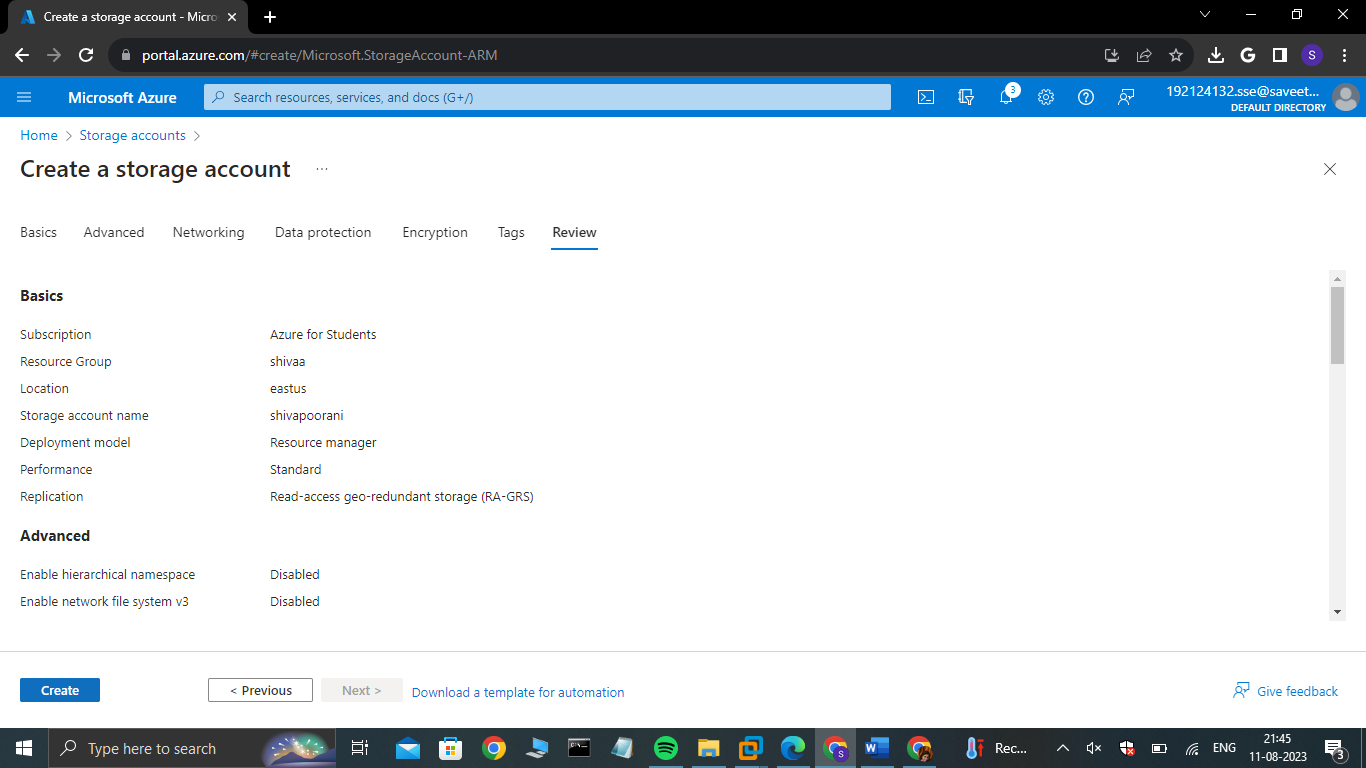 Create a storage account - Micro
portal.azure.com/#create/Microsoft.StorageAccount-ARM
S
Microsoft Azure
Search resources, services, and docs (G+/)
3
192124132.sse@saveet...
DEFAULT DIRECTORY
Home > Storage accounts >
Create a storage account ...
Basics Advanced Networking Data protection Encryption Tags Review
Basics
Subscription Azure for Students
Resource Group shivaa
Location eastus
Storage account name shivapoorani
Deployment model Resource manager
Performance Standard
Replication Read-access geo-redundant storage (RA-GRS)
Advanced
Enable hierarchical namespace Disabled
Enable network file system v3 Disabled
Create < Previous Next > Download a template for automation Give feedback
Type here to search
Rec...
ENG
21:45
11-08-2023
3